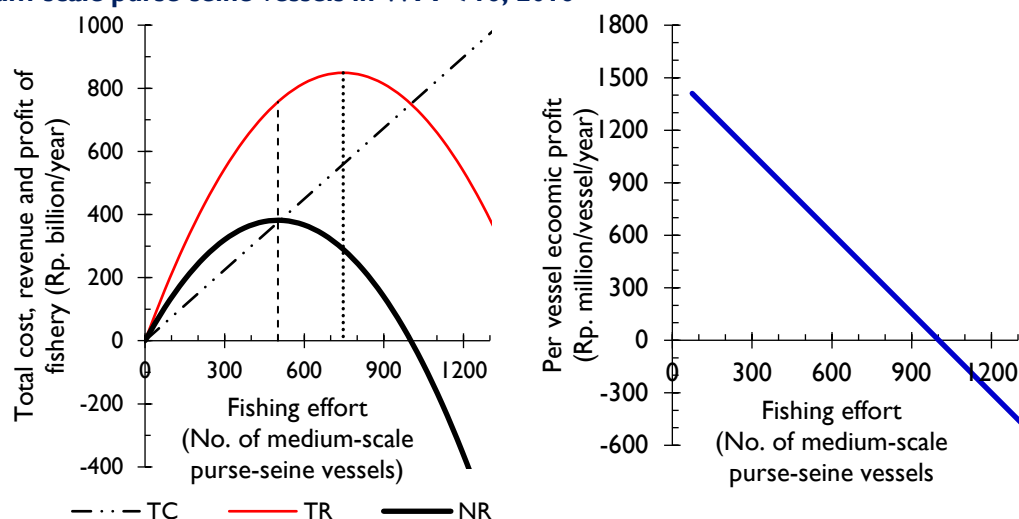 Total cost, revenue and profit of
fishery (Rp. billion/year)
1000
800
600
400
200
0
-200
-400
0
300
600
900
1200
Fishing effort
(No. of medium-scale
purse-seine vessels)
TC
TR
NR
Per vessel ecoomic profit
(Rp. million/vessel/year)
1800
1500
1200
900
600
300
0
-300
-600
0
300
600
900
1200
Fishing effort
(No. of medium-scale
purse-seine vessels